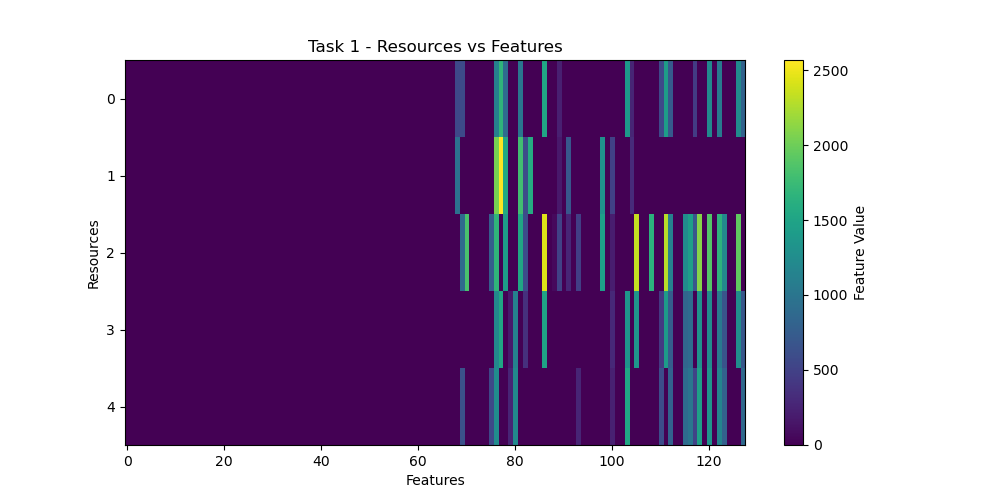 Task 1 - Resources vs Features
Resources
0
1
2
3
4
0 20 40 60 80 100 120
Features
2500
2000
1500
1000
500
0
Feature Value